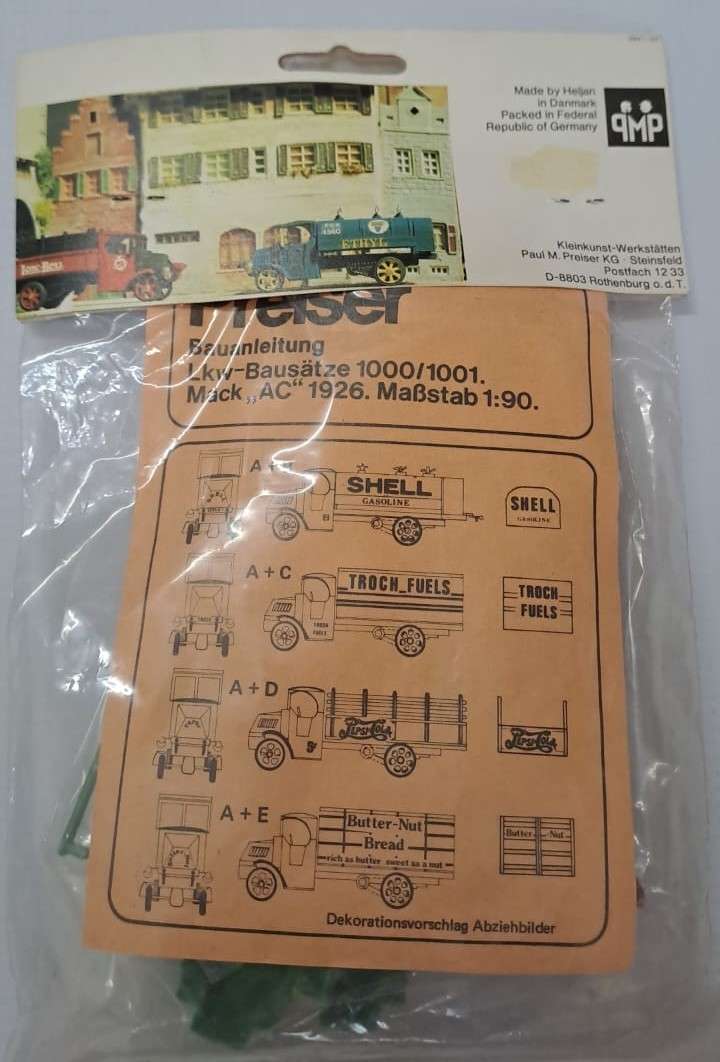 Made by Heljan
in Danmark
Packed in Federal
Republic of Germany
PMP
ETHYL
Kleinkunst-Werkstätten
Paul M. Preiser KG · Steinsfeld
Postfach 12 33
D-8803 Rothenburg o.d.T.
Preiser
Bauanleitung
Lkw-Bausätze 1000/1001.
Mack „AC“ 1926. Maßstab 1:90.
SHELL
GASOLINE
SHELL
GASOLINE
A+C
TROCH FUELS
TROCH
FUELS
TROCH
FUELS
A+D
PEPSI-COLA
5¢
PEPSI-COLA
A+E
Butter-Nut
Bread
rich as butter sweet as a nut
Butter-Nut
Dekorationsvorschlag Abziehbilder